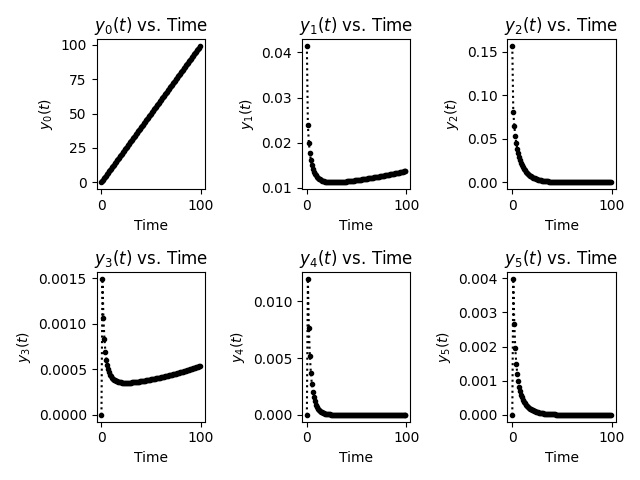 y₀(t) vs. Time
100
75
50
25
0
y₀(t)
0 100
Time
y₁(t) vs. Time
0.04
0.03
0.02
0.01
y₁(t)
0 100
Time
y₂(t) vs. Time
0.15
0.10
0.05
0.00
y₂(t)
0 100
Time
y₃(t) vs. Time
0.0015
0.0010
0.0005
0.0000
y₃(t)
0 100
Time
y₄(t) vs. Time
0.010
0.005
0.000
y₄(t)
0 100
Time
y₅(t) vs. Time
0.004
0.003
0.002
0.001
0.000
y₅(t)
0 100
Time